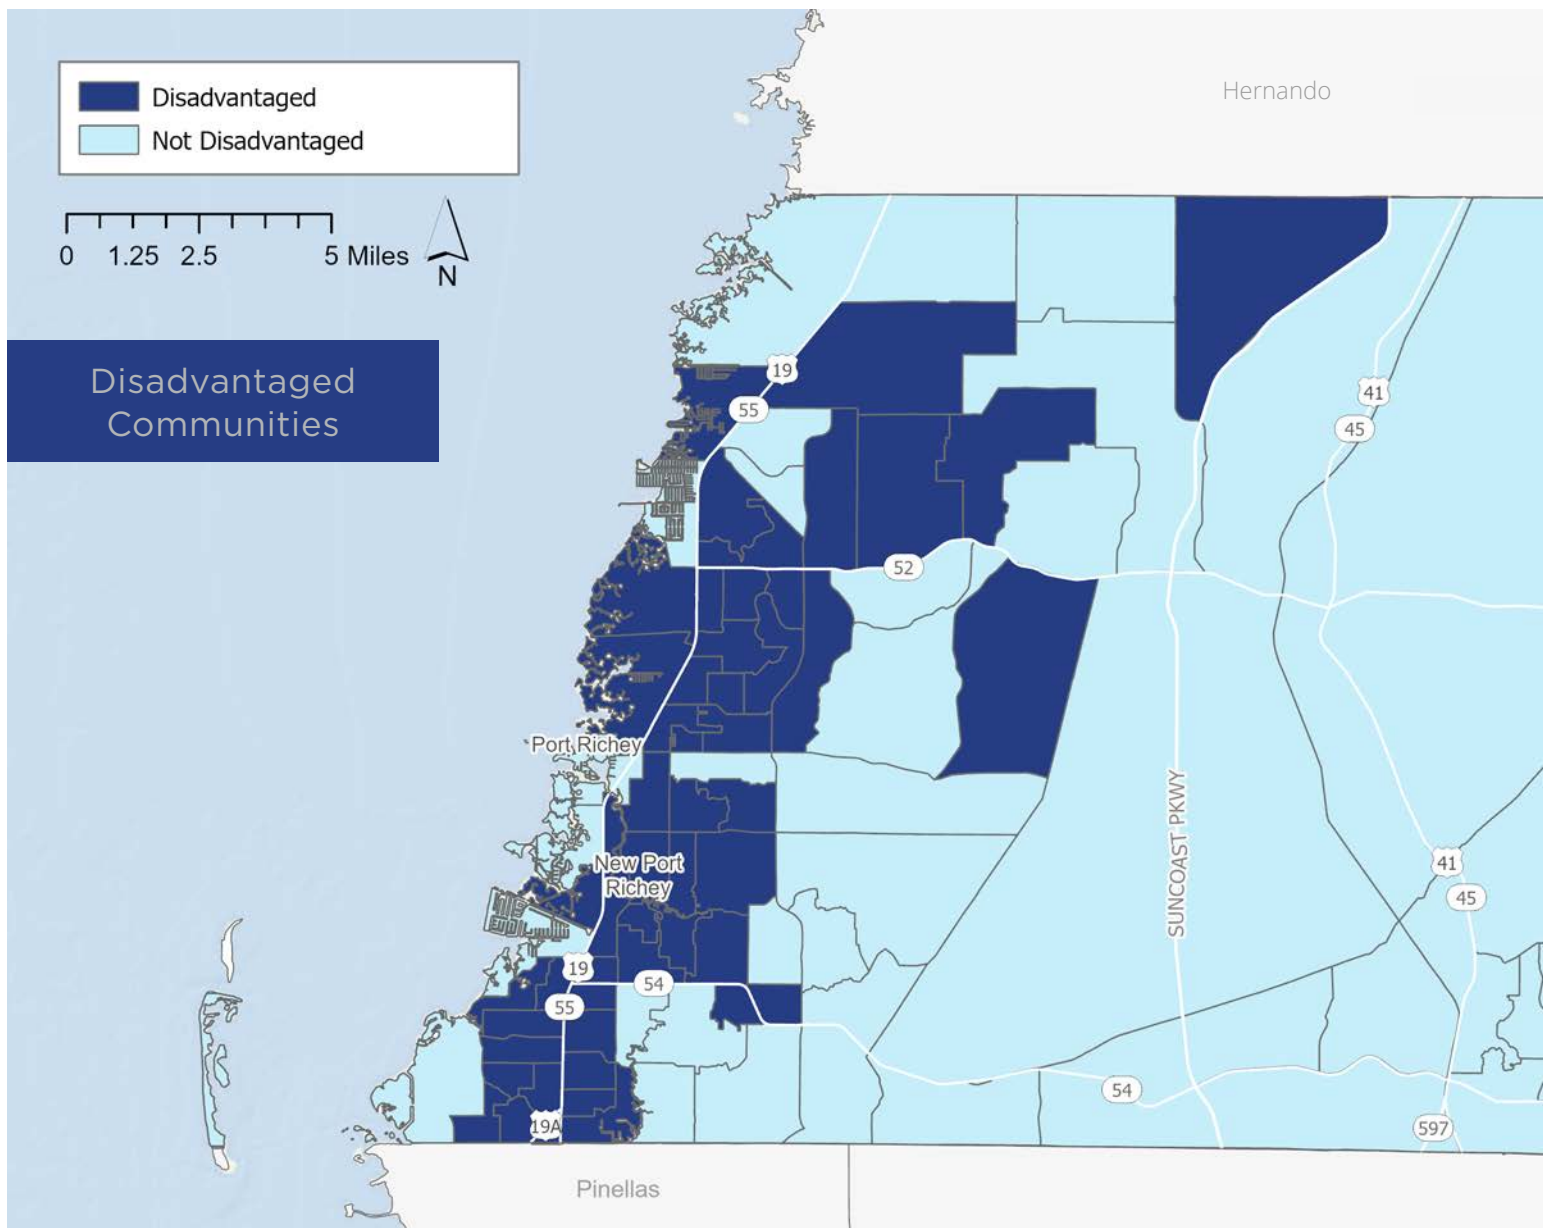 Disadvantaged
Not Disadvantaged
0 1.25 2.5 5 Miles
N
Disadvantaged
Communities
Hernando
19
55
41
45
52
Port Richey
SUNCOAST PKWY
New Port
Richey
41
45
19
54
55
54
19A
597
Pinellas